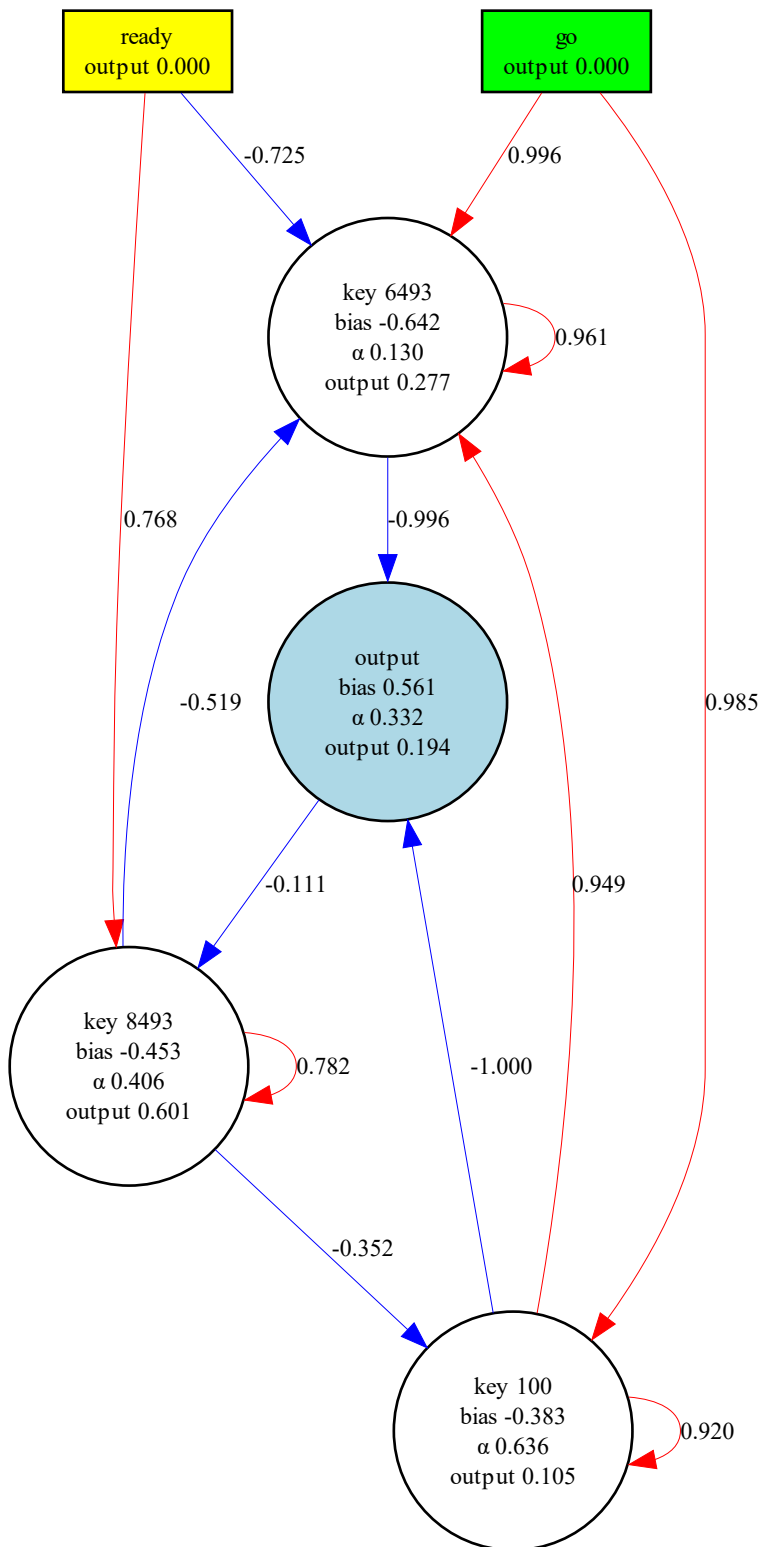 ready
output 0.000
go
output 0.000
-0.725
0.996
key 6493
bias -0.642
α 0.130
output 0.277
0.961
0.768
-0.996
-0.519
output
bias 0.561
α 0.332
output 0.194
0.985
-0.111
0.949
key 8493
bias -0.453
α 0.406
output 0.601
0.782
-1.000
-0.352
key 100
bias -0.383
α 0.636
output 0.105
0.920